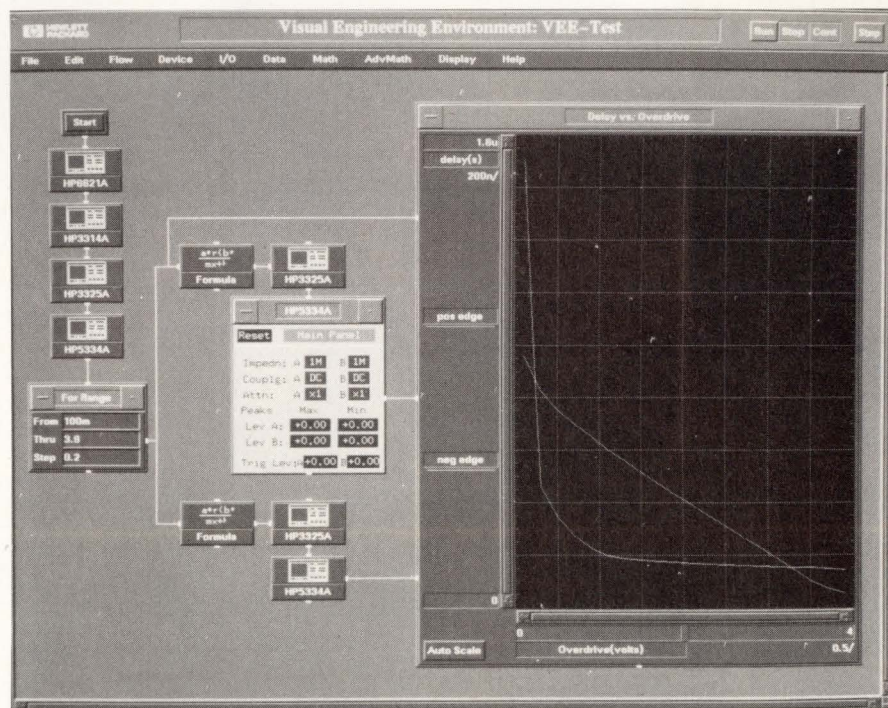 HEWLETT
PACKARD
Visual Engineering Environment: VEE-Test
Run Stop Cont Step
File Edit Flow Device I/O Data Math AdvMath Display Help
Start
HP6621A
HP3314A
HP3325A
HP5334A
For Range
From 100m
Thru 3.8
Step 0.2
Formula
HP3325A
HP5334A
Reset Main Panel
Impedn: A 1M B 1M
Couplg: A DC B DC
Attn: A x1 B x1
Peaks Max Min
Lev A: +0.00 +0.00
Lev B: +0.00 +0.00
Trig Lev: A +0.00 B +0.00
Formula
HP3325A
HP5334A
Delay vs. Overdrive
1.8u
delay(s)
200n/
pos edge
neg edge
0
0 4
Auto Scale Overdrive(volts) 0.5/